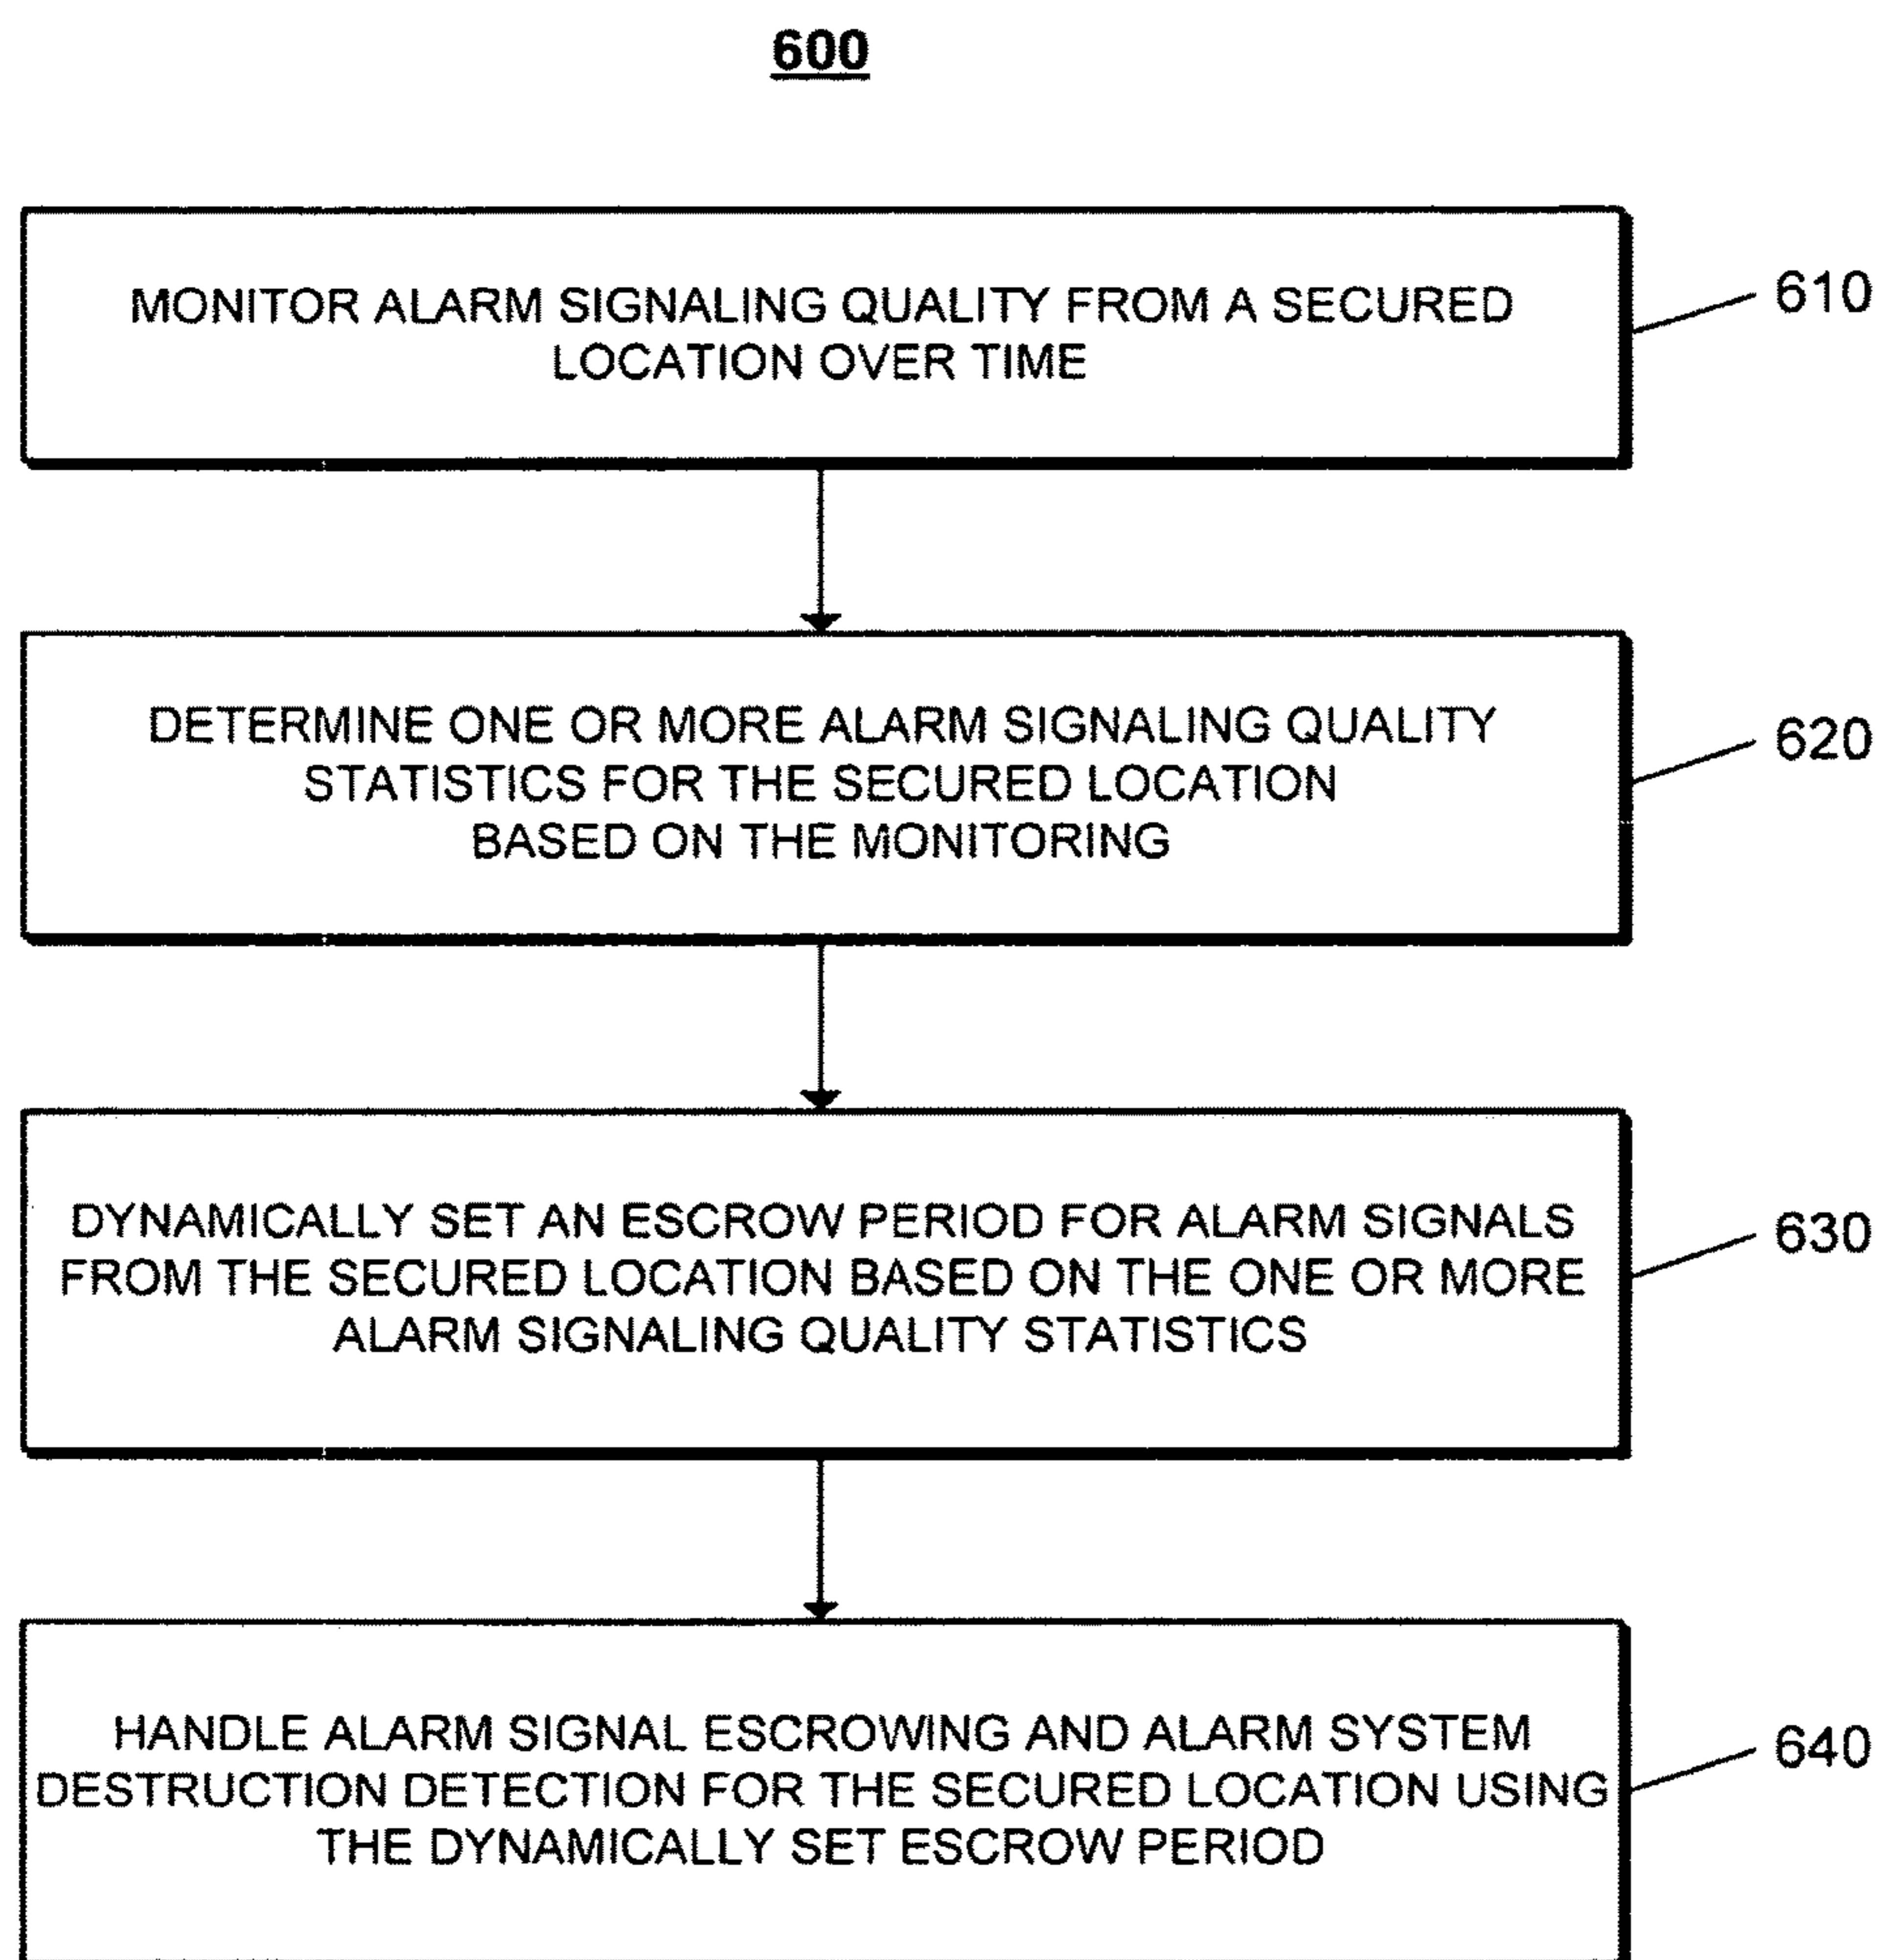 600
MONITOR ALARM SIGNALING QUALITY FROM A SECURED
LOCATION OVER TIME
610
DETERMINE ONE OR MORE ALARM SIGNALING QUALITY
STATISTICS FOR THE SECURED LOCATION
BASED ON THE MONITORING
620
DYNAMICALLY SET AN ESCROW PERIOD FOR ALARM SIGNALS
FROM THE SECURED LOCATION BASED ON THE ONE OR MORE
ALARM SIGNALING QUALITY STATISTICS
630
HANDLE ALARM SIGNAL ESCROWING AND ALARM SYSTEM
DESTRUCTION DETECTION FOR THE SECURED LOCATION USING
THE DYNAMICALLY SET ESCROW PERIOD
640